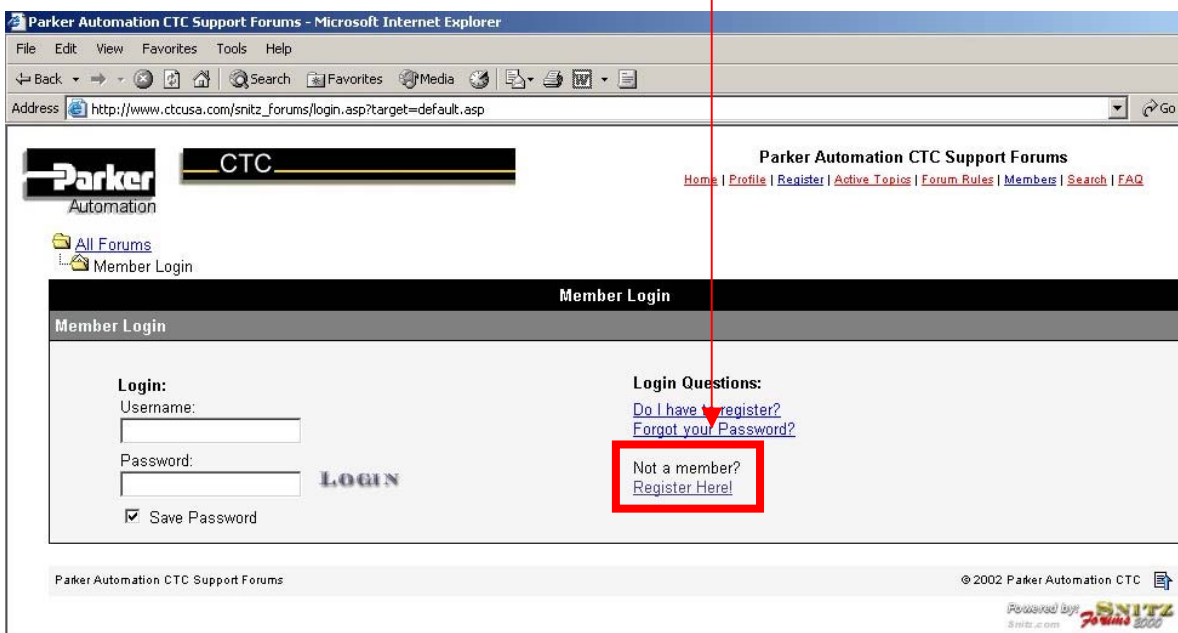 Parker Automation CTC Support Forums - Microsoft Internet Explorer
File Edit View Favorites Tools Help
Back Search Favorites Media
Address http://www.ctcusa.com/snitz_forums/login.asp?target=default.asp Go
Parker Automation CTC Support Forums
Home | Profile | Register | Active Topics | Forum Rules | Members | Search | FAQ
Parker
Automation
CTC
All Forums
Member Login
Member Login
Member Login
Login:
Username:
Password:
LOGIN
Save Password
Login Questions:
Do I have to register?
Forgot your Password?
Not a member?
Register Here!
Parker Automation CTC Support Forums
© 2002 Parker Automation CTC
Powered By: SNITZ
Snitz.com Forums 2000